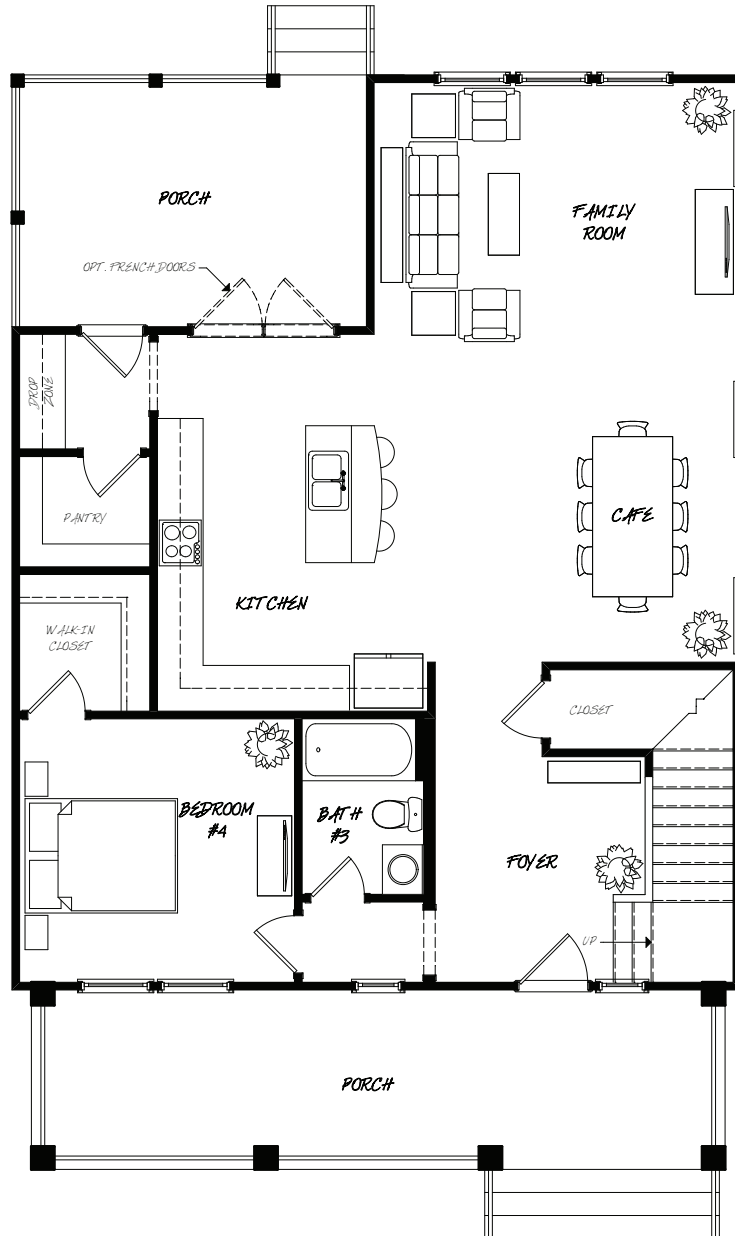 PORCH
FAMILY
ROOM
OPT. FRENCH DOORS
DROP
ZONE
PANTRY
CAFE
KITCHEN
WALK-IN
CLOSET
CLOSET
BEDROOM
#4
BATH
#3
FOYER
UP
PORCH